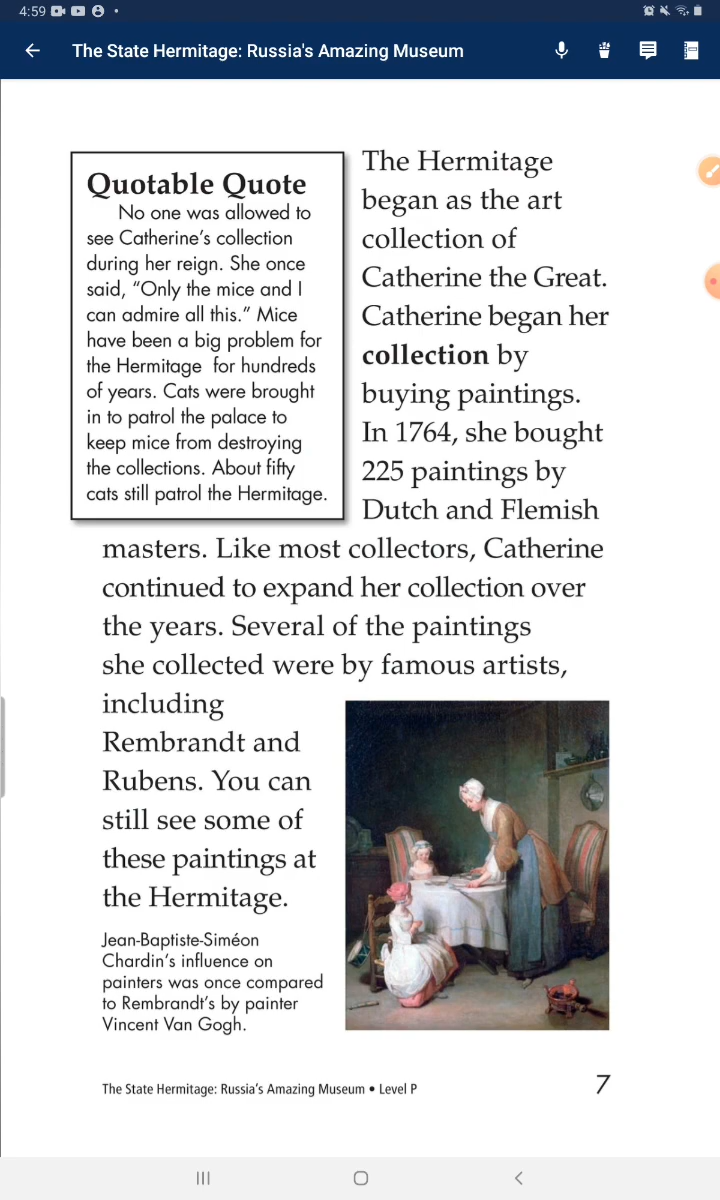 4:59
The State Hermitage: Russia's Amazing Museum
Quotable Quote
No one was allowed to
see Catherine's collection
during her reign. She once
said, "Only the mice and I
can admire all this." Mice
have been a big problem for
the Hermitage for hundreds
of years. Cats were brought
in to patrol the palace to
keep mice from destroying
the collections. About fifty
cats still patrol the Hermitage.
The Hermitage
began as the art
collection of
Catherine the Great.
Catherine began her
collection by
buying paintings.
In 1764, she bought
225 paintings by
Dutch and Flemish
masters. Like most collectors, Catherine
continued to expand her collection over
the years. Several of the paintings
she collected were by famous artists,
including
Rembrandt and
Rubens. You can
still see some of
these paintings at
the Hermitage.
Jean-Baptiste-Siméon
Chardin's influence on
painters was once compared
to Rembrandt's by painter
Vincent Van Gogh.
The State Hermitage: Russia's Amazing Museum • Level P
7